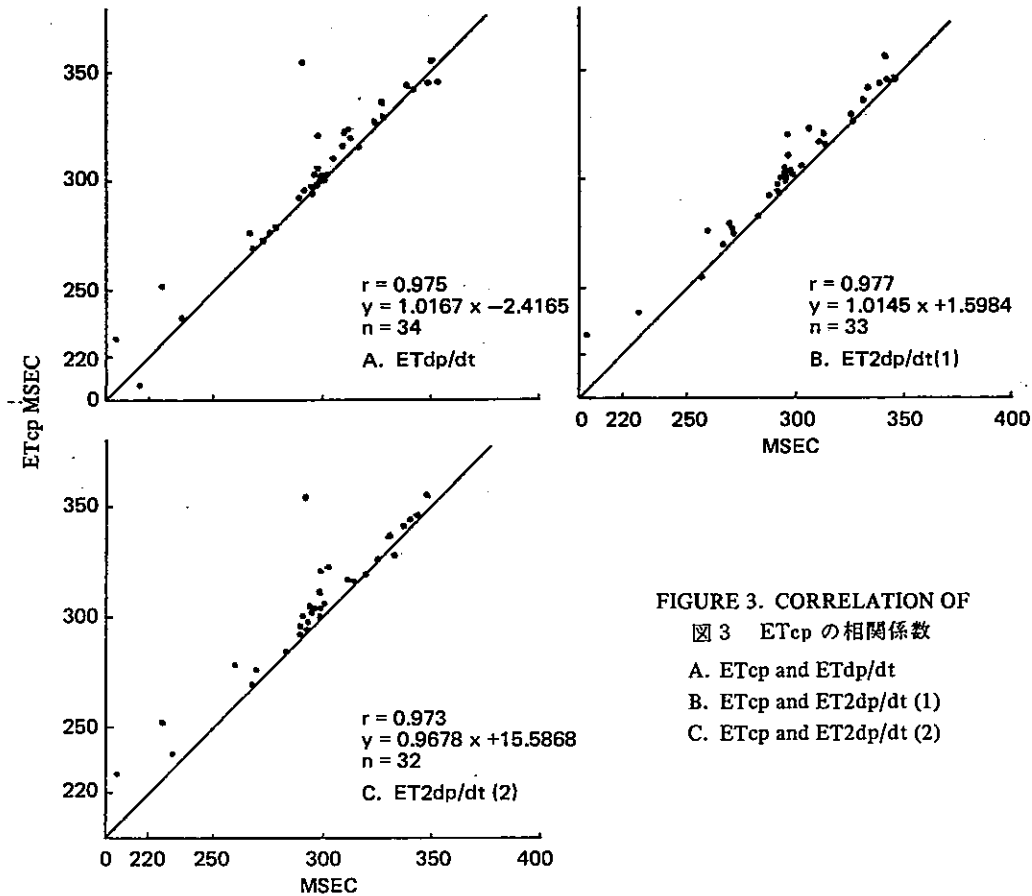 350
300
250
220
0
r = 0.975
y = 1.0167 x −2.4165
n = 34
A. ETdp/dt
r = 0.977
y = 1.0145 x +1.5984
n = 33
B. ET2dp/dt(1)
0 220 250 300 350 400
MSEC
ETcp MSEC
350
300
250
220
r = 0.973
y = 0.9678 x +15.5868
n = 32
C. ET2dp/dt (2)
0 220 250 300 350 400
MSEC
FIGURE 3. CORRELATION OF
図 3 ETcp の相関係数
A. ETcp and ETdp/dt
B. ETcp and ET2dp/dt (1)
C. ETcp and ET2dp/dt (2)